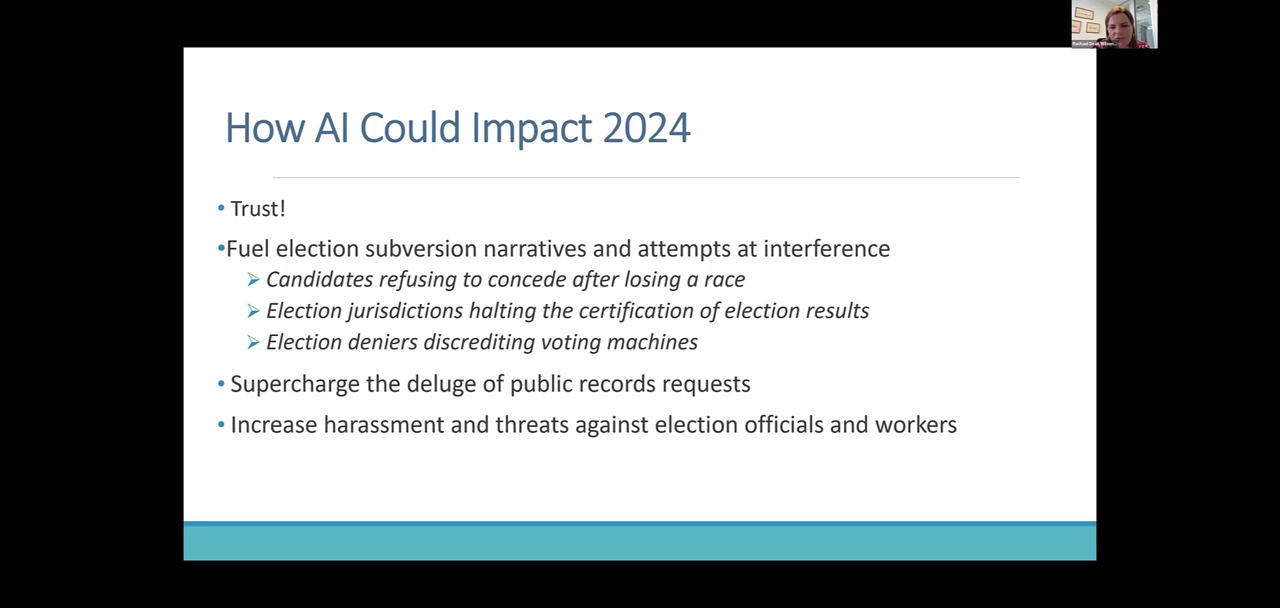 How AI Could Impact 2024
• Trust!
•Fuel election subversion narratives and attempts at interference
➢ Candidates refusing to concede after losing a race
➢ Election jurisdictions halting the certification of election results
➢ Election deniers discrediting voting machines
• Supercharge the deluge of public records requests
• Increase harassment and threats against election officials and workers